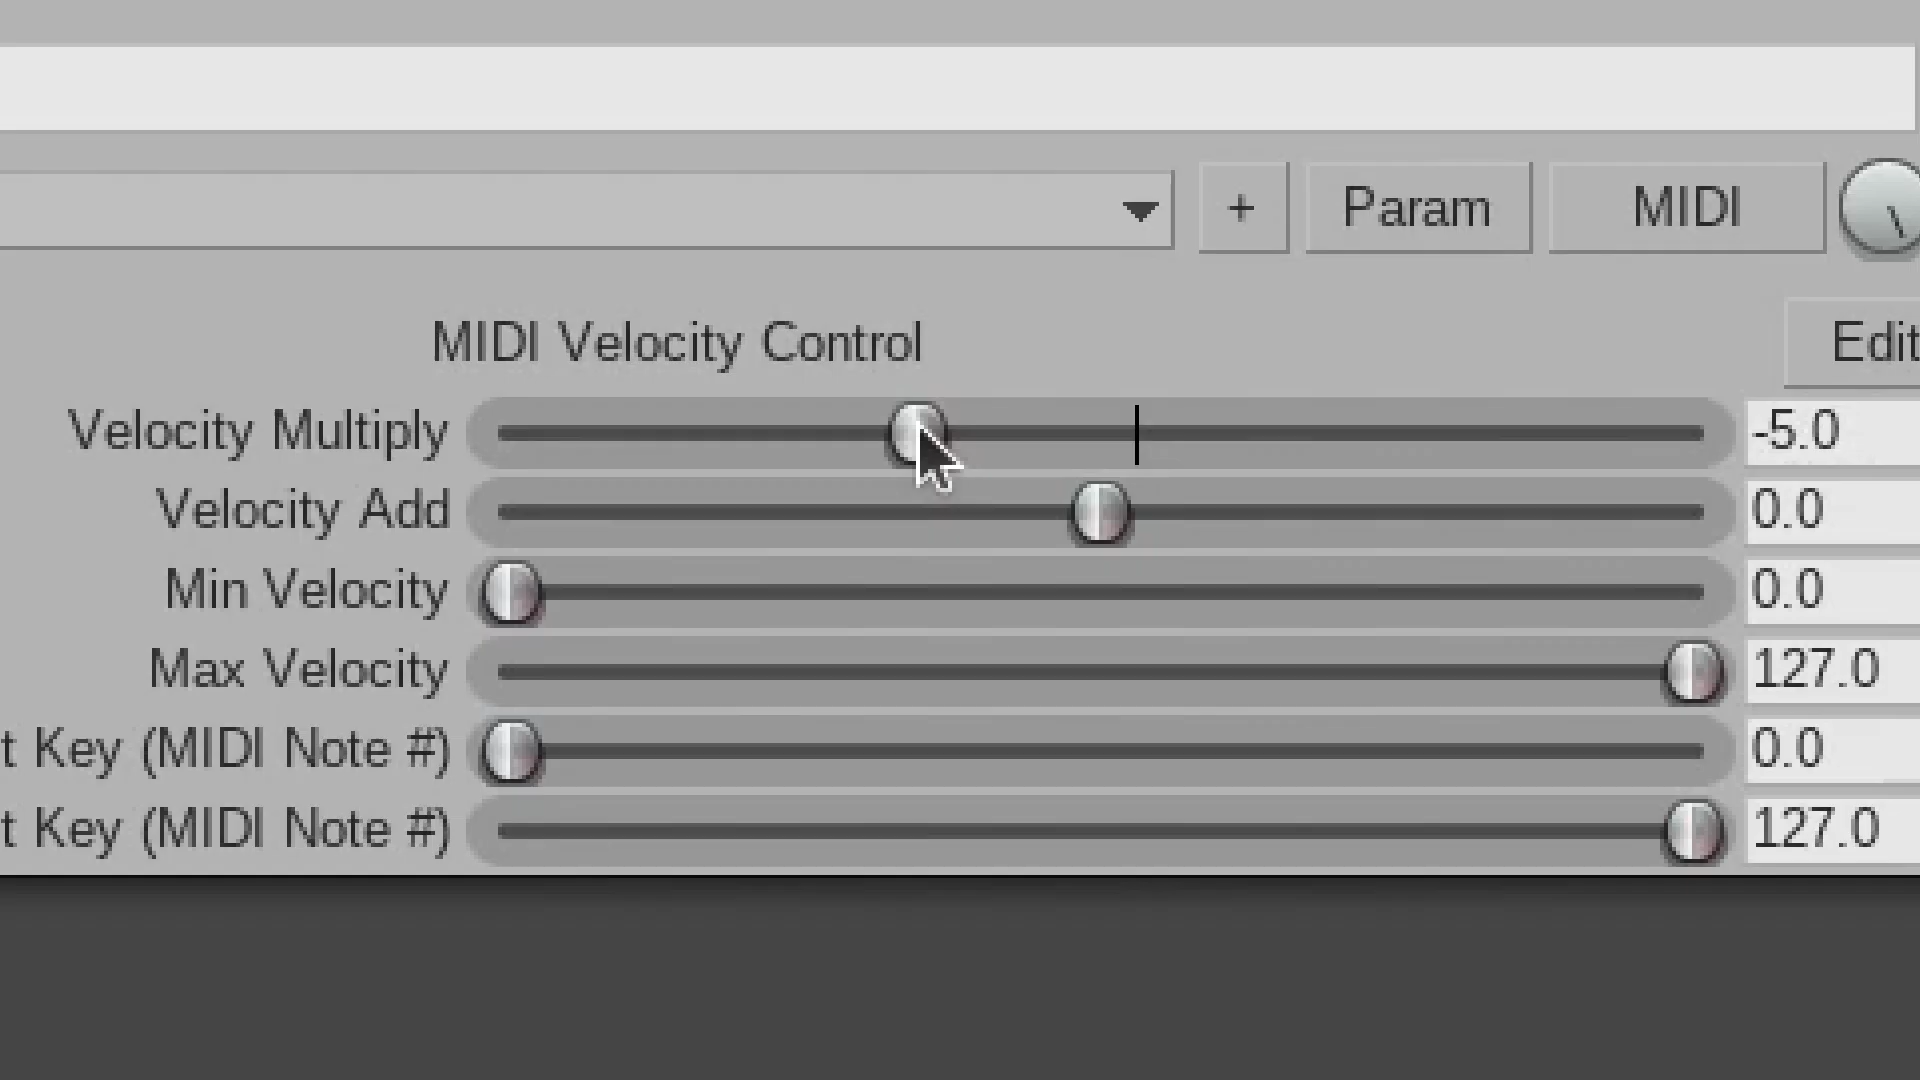 + Param MIDI
MIDI Velocity Control Edit
Velocity Multiply -5.0
Velocity Add 0.0
Min Velocity 0.0
Max Velocity 127.0
t Key (MIDI Note #) 0.0
t Key (MIDI Note #) 127.0